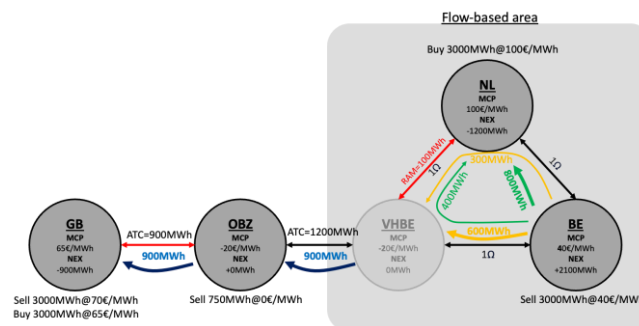 Flow-based area
Buy 3000MWh@100€/MWh
NL
MCP
100€/MWh
NEX
-1200MWh
RAM=100MWh
1Ω
300MWh
1Ω
400MWh
800MWh
GB
MCP
65€/MWh
NEX
-900MWh
ATC=900MWh
900MWh
OBZ
MCP
-20€/MWh
NEX
+0MWh
ATC=1200MWh
900MWh
VHBE
MCP
-20€/MWh
NEX
0MWh
600MWh
1Ω
BE
MCP
40€/MWh
NEX
+2100MWh
Sell 3000MWh@70€/MWh
Buy 3000MWh@65€/MWh
Sell 750MWh@0€/MWh
Sell 3000MWh@40€/MWh